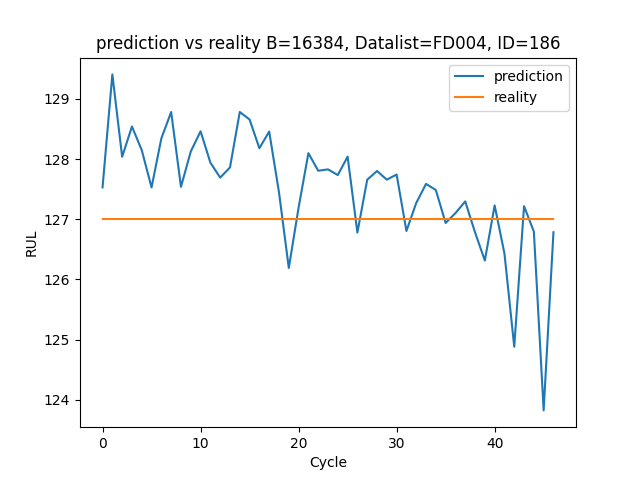 prediction vs reality B=16384, Datalist=FD004, ID=186
prediction
reality
129
128
127
126
125
124
RUL
0 10 20 30 40
Cycle